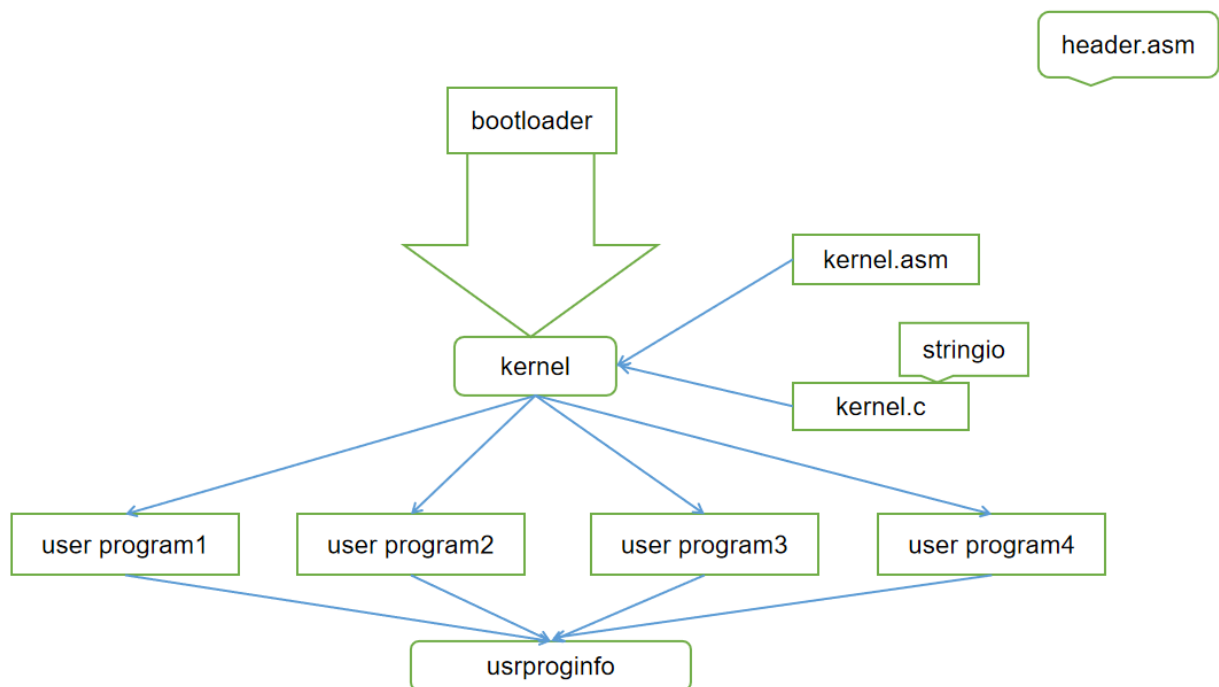 header.asm
bootloader
kernel.asm
stringio
kernel
kernel.c
user program1
user program2
user program3
user program4
usrproginfo